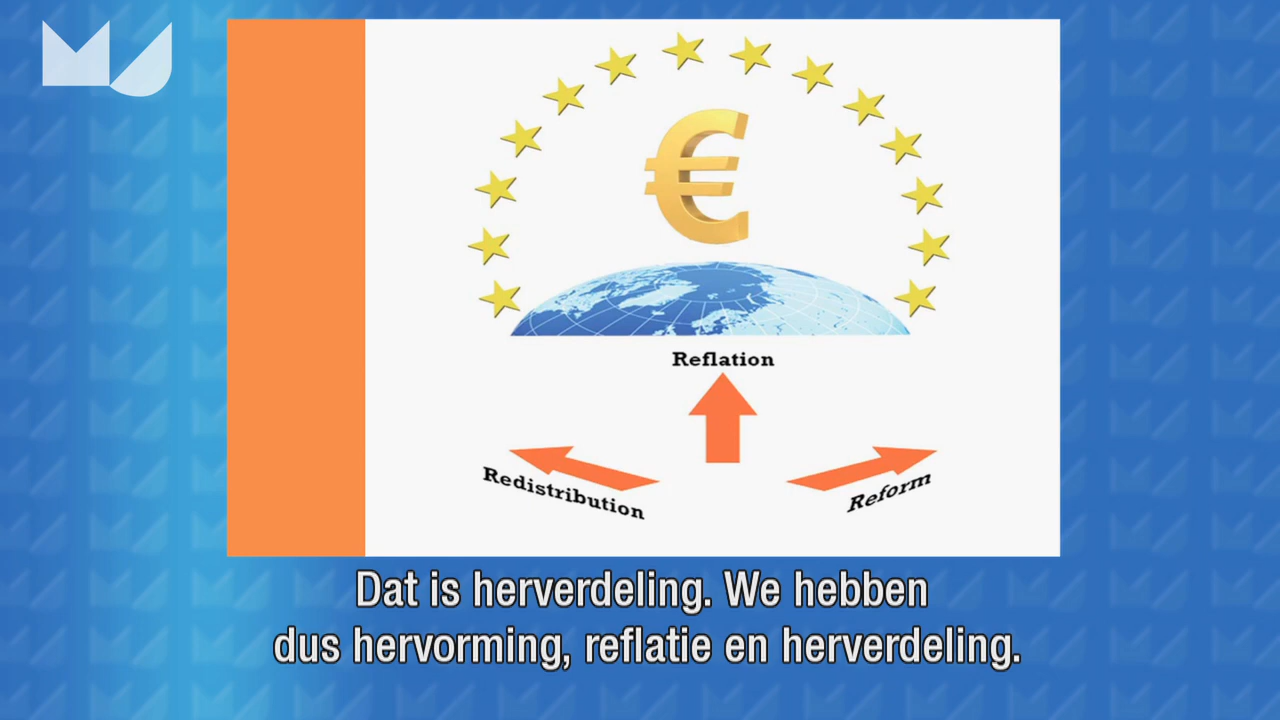 €
Reflation
Redistribution
Reform
Dat is herverdeling. We hebben
dus hervorming, reflatie en herverdeling.